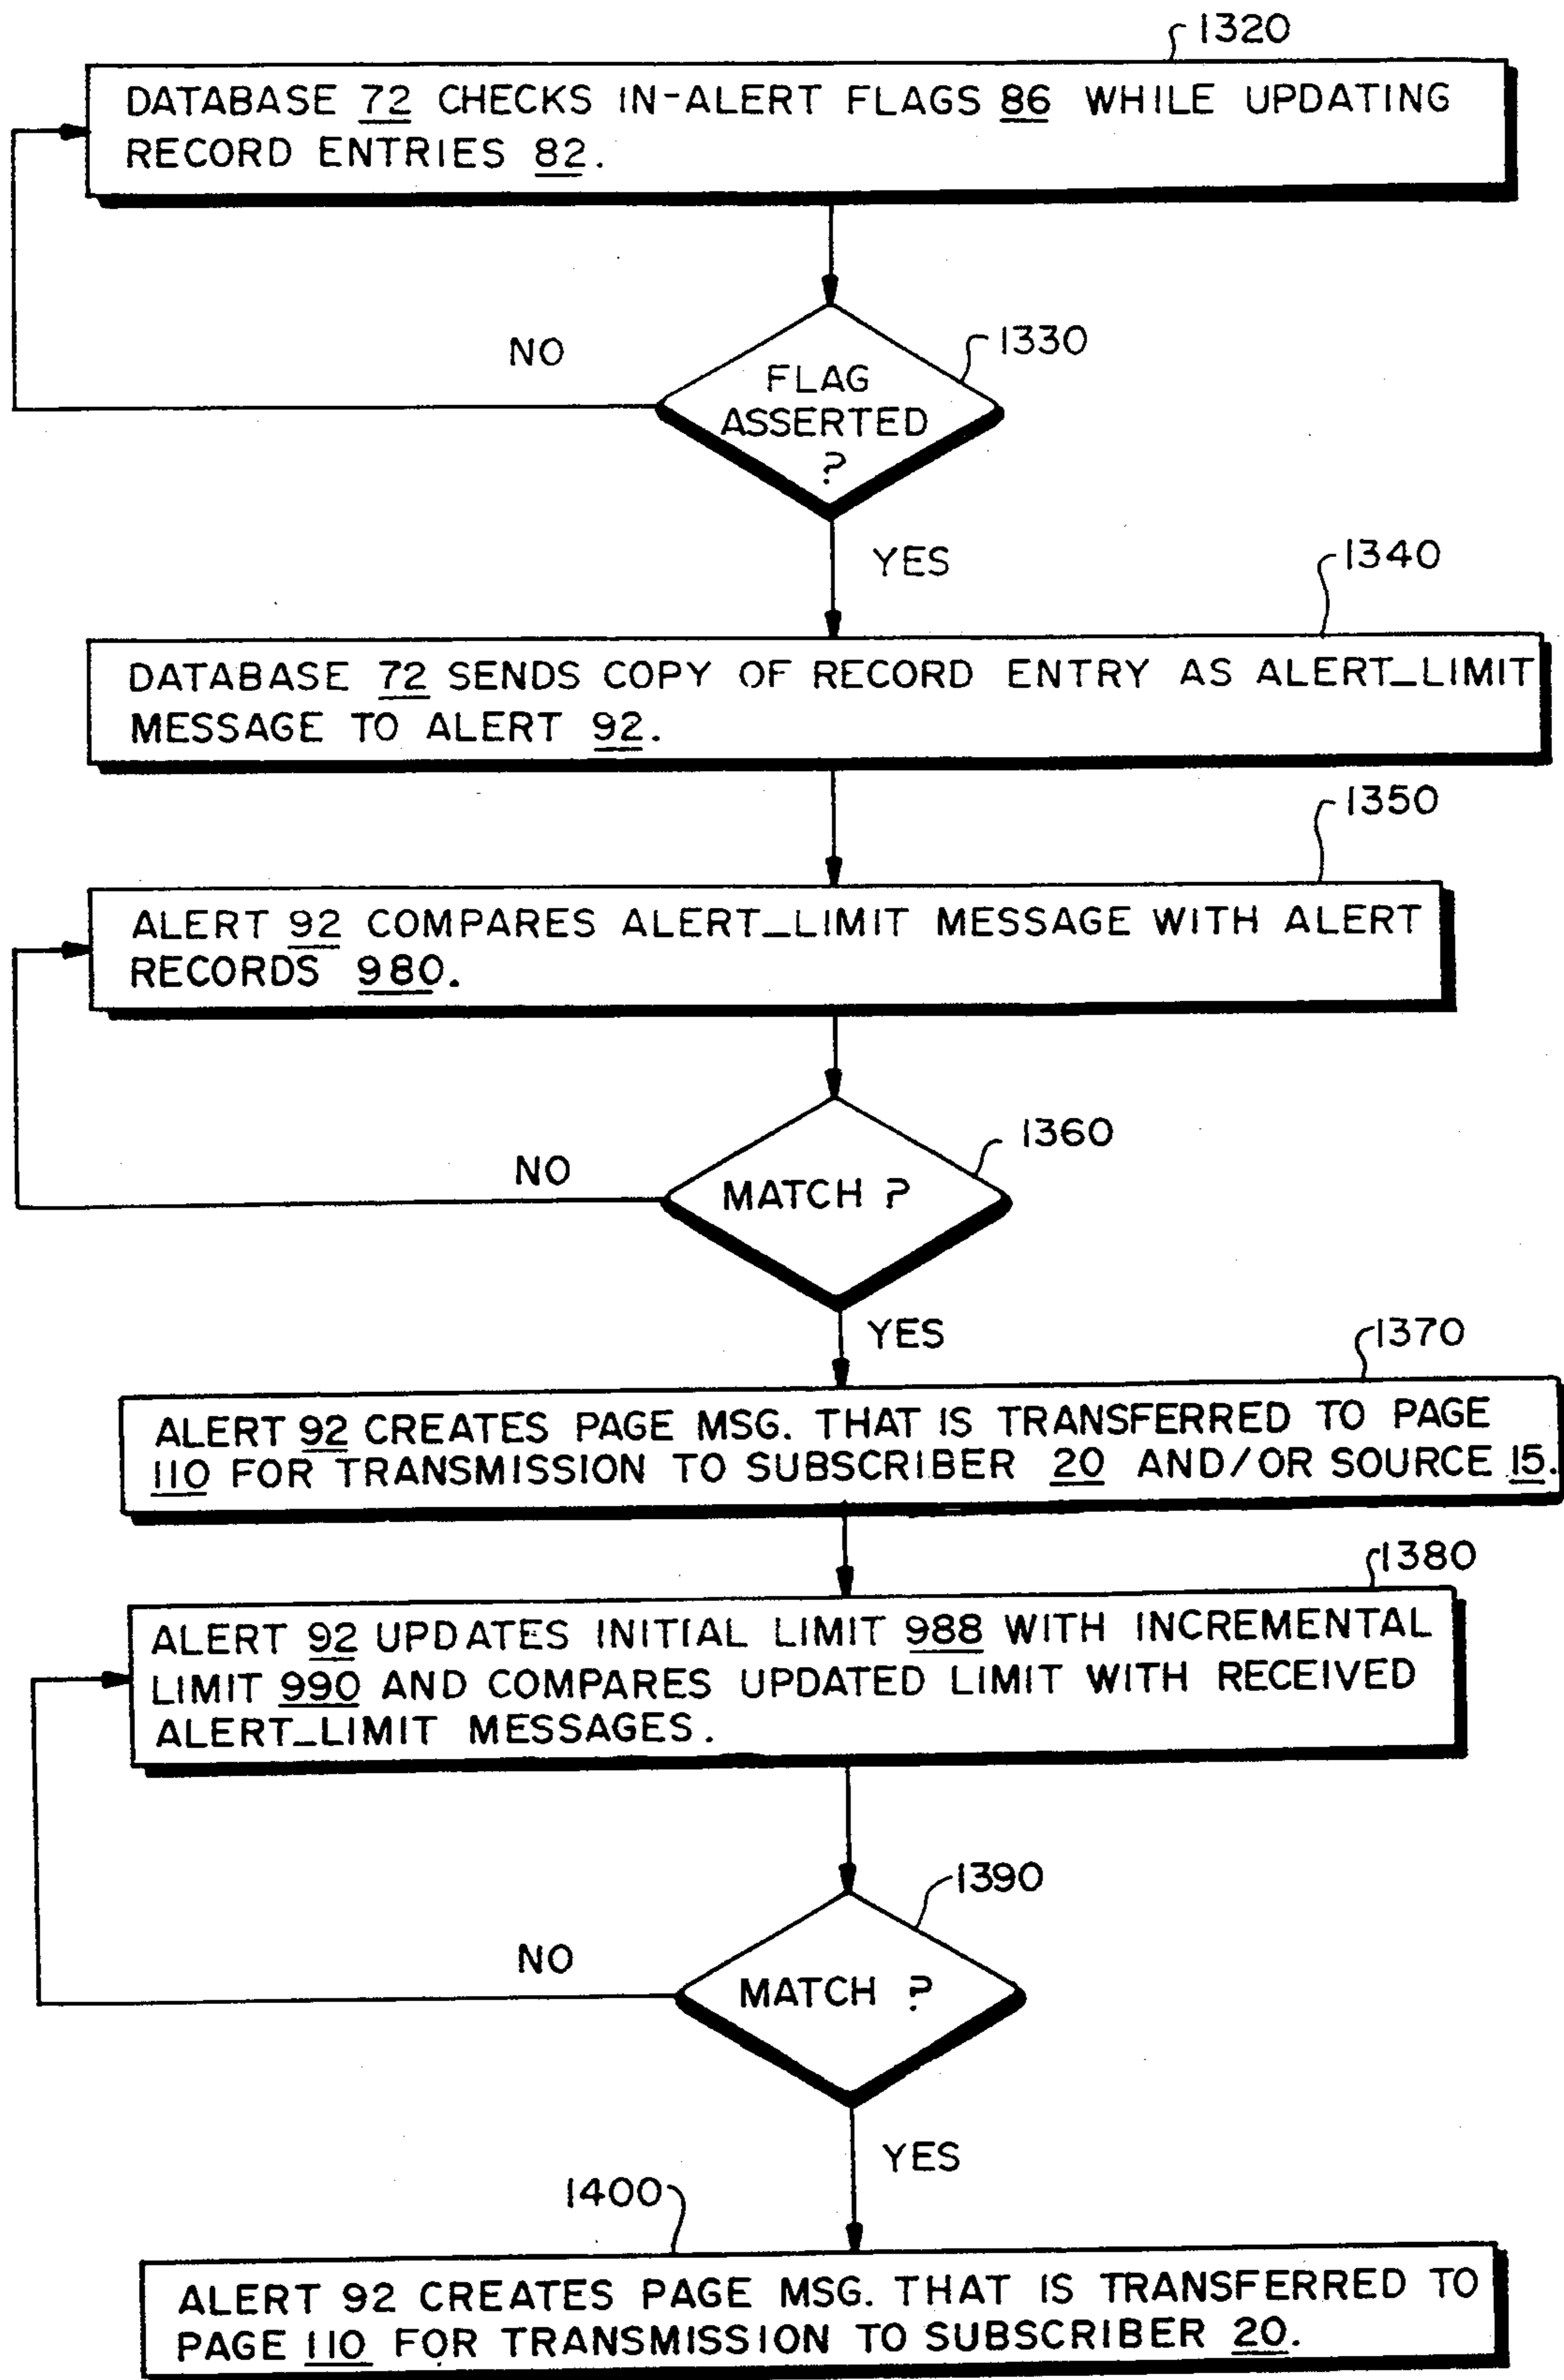 1320
DATABASE 72 CHECKS IN-ALERT FLAGS 86 WHILE UPDATING
RECORD ENTRIES 82.
NO
1330
FLAG
ASSERTED
?
YES
1340
DATABASE 72 SENDS COPY OF RECORD ENTRY AS ALERT_LIMIT
MESSAGE TO ALERT 92.
1350
ALERT 92 COMPARES ALERT_LIMIT MESSAGE WITH ALERT
RECORDS 980.
1360
NO
MATCH ?
YES
1370
ALERT 92 CREATES PAGE MSG. THAT IS TRANSFERRED TO PAGE
110 FOR TRANSMISSION TO SUBSCRIBER 20 AND/OR SOURCE 15.
1380
ALERT 92 UPDATES INITIAL LIMIT 988 WITH INCREMENTAL
LIMIT 990 AND COMPARES UPDATED LIMIT WITH RECEIVED
ALERT_LIMIT MESSAGES.
1390
NO
MATCH ?
YES
1400
ALERT 92 CREATES PAGE MSG. THAT IS TRANSFERRED TO
PAGE 110 FOR TRANSMISSION TO SUBSCRIBER 20.